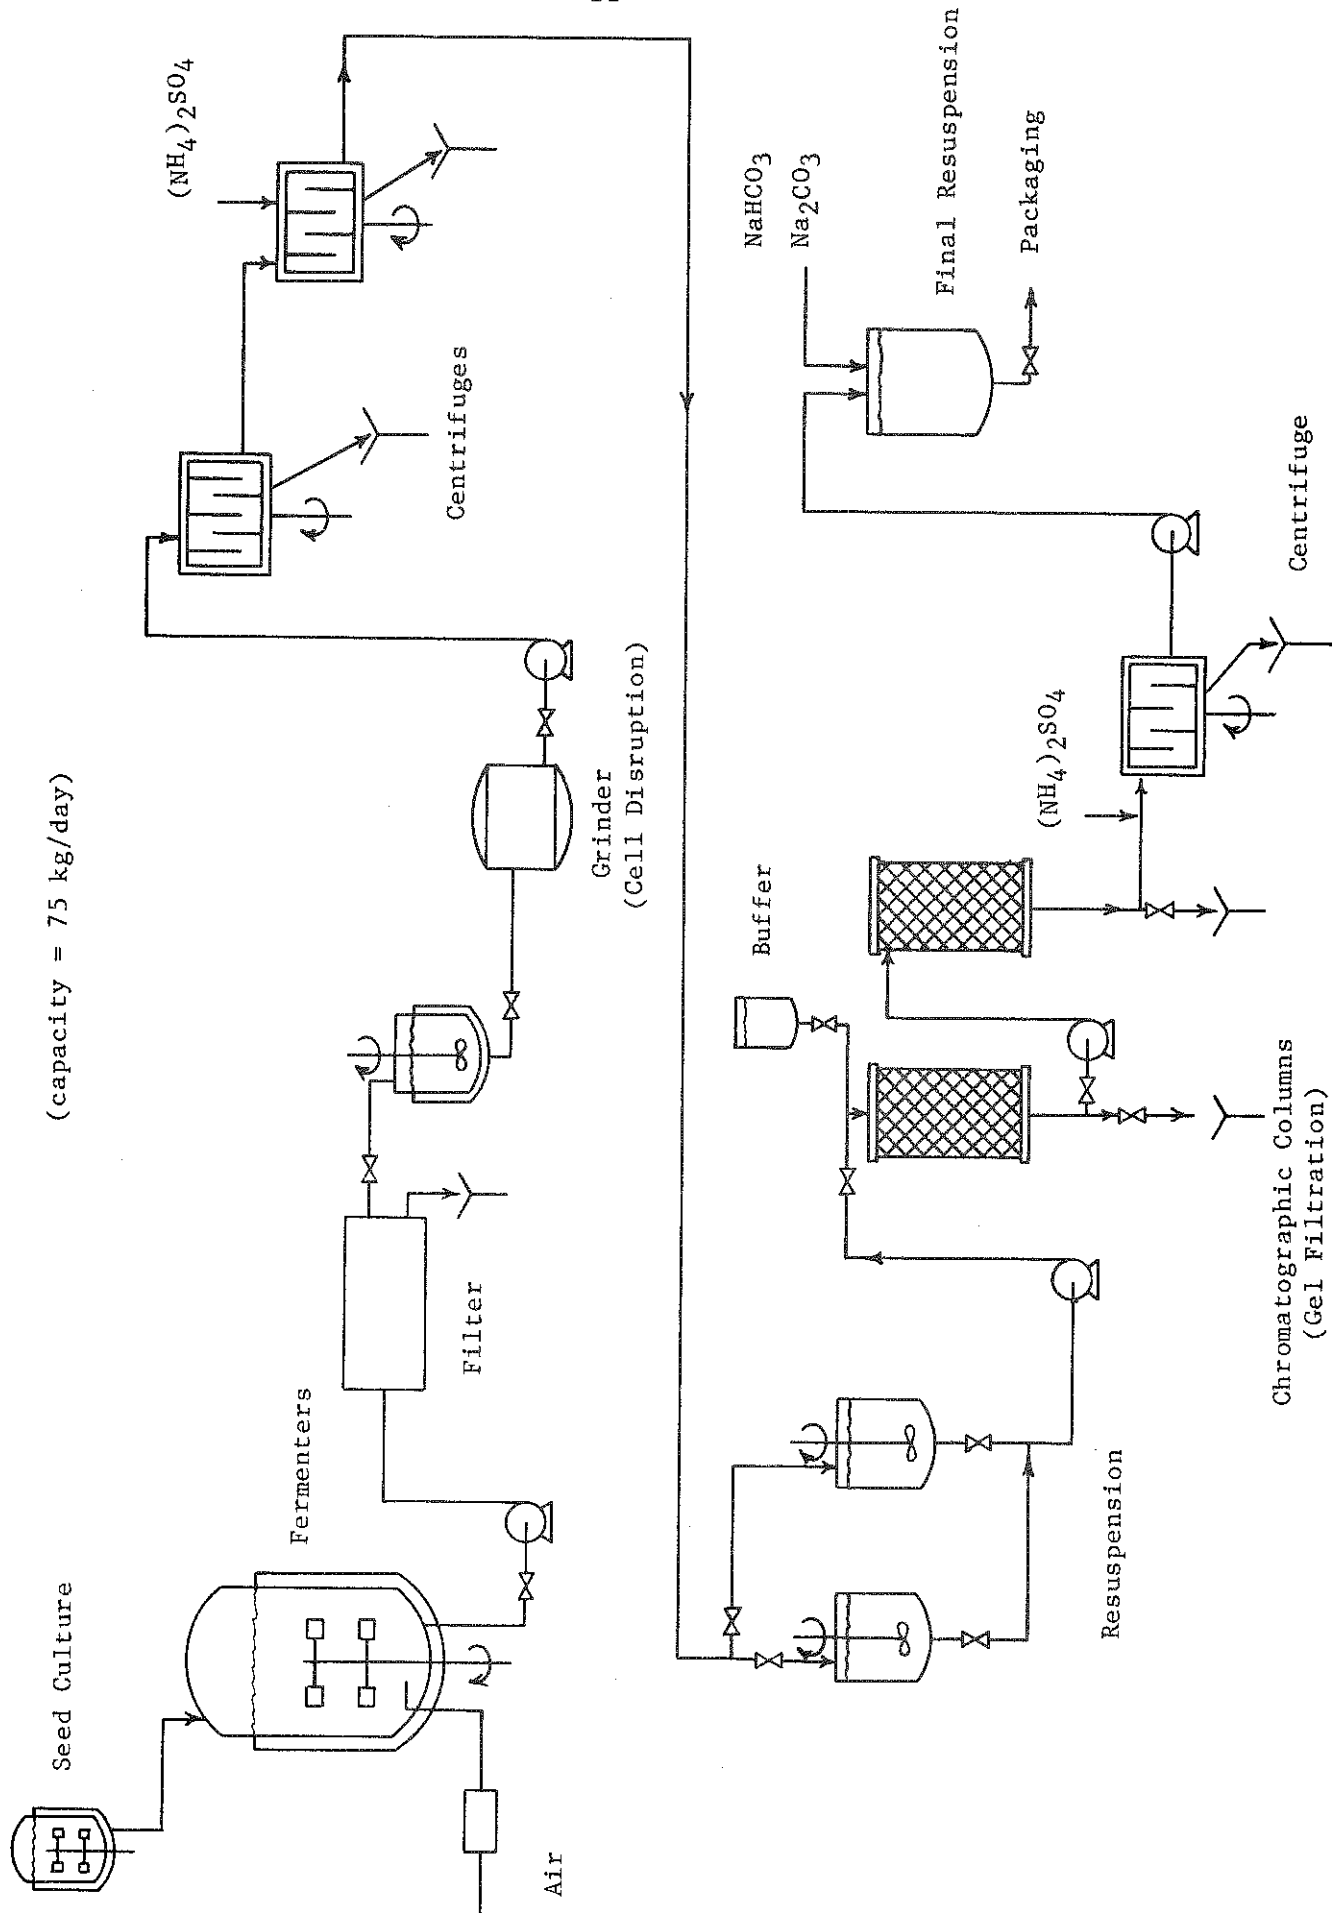 (capacity = 75 kg/day)
Seed Culture
Air
Fermenters
Filter
Grinder
(Cell Disruption)
Centrifuges
(NH4)2SO4
Resuspension
Buffer
Chromatographic Columns
(Gel Filtration)
(NH4)2SO4
Centrifuge
NaHCO3
Na2CO3
Final Resuspension
Packaging